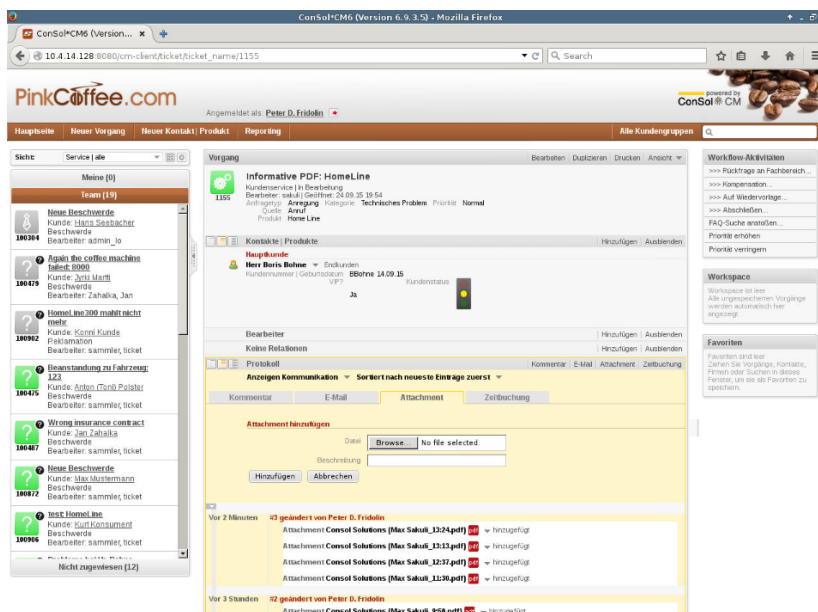 ConSol*CM6 (Version 6.9.3.5) - Mozilla Firefox
ConSol*CM6 (Version...
10.4.14.128:8080/cm-client/ticket/ticket_name/1155
Search
PinkCoffee.com
Angemeldet als: Peter D. Fridolin
powered by
ConSol CM
Hauptseite Neuer Vorgang Neuer Kontakt| Produkt Reporting Alle Kundengruppen
Sicht: Service | alle
Meine (0)
Team (19)
Neue Beschwerde
Kunde: Hans Seebacher
Beschwerde
Bearbeiter: admin_lo
100304
Again the coffee machine
failed: 8000
Kunde: Jyrki Martti
Beschwerde
Bearbeiter: Zahalka, Jan
100479
HomeLine300 mahlt nicht
mehr
Kunde: Konni Kunde
Reklamation
Bearbeiter: sammler, ticket
100902
Beanstandung zu Fahrzeug:
123
Kunde: Anton (Toni) Polster
Beschwerde
Bearbeiter: sammler, ticket
100475
Wrong insurance contract
Kunde: Jan Zahalka
Beschwerde
Bearbeiter: sammler, ticket
100487
Neue Beschwerde
Kunde: Max Mustermann
Beschwerde
Bearbeiter: sammler, ticket
100872
test HomeLine
Kunde: Kurt Konsument
Beschwerde
Bearbeiter: sammler, ticket
100906
Nicht zugewiesen (12)
Vorgang Bearbeiten Duplizieren Drucken Ansicht
Informative PDF: HomeLine
1155
Kundenservice | In Bearbeitung
Bearbeiter: sakuli | Geöffnet: 24.09.15 19:54
Anfragetyp Anregung Kategorie Technisches Problem Priorität Normal
Quelle Anruf
Produkt Home Line
Kontakte | Produkte Hinzufügen Ausblenden
Hauptkunde
Herr Boris Bohne Endkunden
Kundennummer | Geburtsdatum BBohne 14.09.15
VIP? Kundenstatus
Ja
Bearbeiter Hinzufügen Ausblenden
Keine Relationen Hinzufügen Ausblenden
Protokoll Kommentar E-Mail Attachment Zeitbuchung
Anzeigen Kommunikation Sortiert nach neueste Einträge zuerst
Kommentar E-Mail Attachment Zeitbuchung
Attachment hinzufügen
Datei Browse... No file selected.
Beschreibung
Hinzufügen Abbrechen
Vor 2 Minuten #3 geändert von Peter D. Fridolin
Attachment Consol Solutions (Max Sakuli_13:24.pdf) pdf hinzugefügt
Attachment Consol Solutions (Max Sakuli_13:13.pdf) pdf hinzugefügt
Attachment Consol Solutions (Max Sakuli_12:37.pdf) pdf hinzugefügt
Attachment Consol Solutions (Max Sakuli_11:30.pdf) pdf hinzugefügt
Vor 3 Stunden #2 geändert von Peter D. Fridolin
Attachment Consol Solutions (Max Sakuli_9:58.pdf) pdf hinzugefügt
Workflow-Aktivitäten
>>> Rückfrage an Fachbereich...
>>> Kompensation...
>>> Auf Wiedervorlage...
>>> Abschließen...
FAQ-Suche anstoßen...
Priorität erhöhen
Priorität verringern
Workspace
Workspace ist leer
Alle ungespeicherten Vorgänge
werden automatisch hier
angezeigt
Favoriten
Favoriten sind leer
Ziehen Sie Vorgänge, Kontakte,
Firmen oder Suchen in dieses
Fenster, um sie als Favoriten zu
speichern.